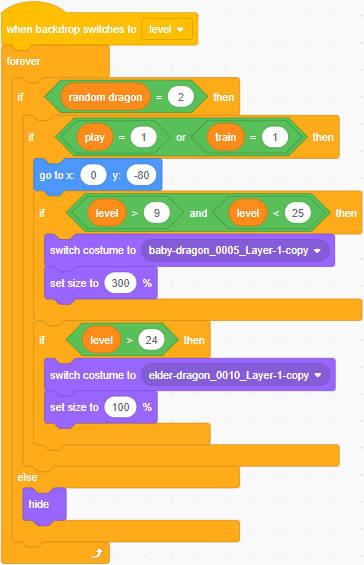 when backdrop switches to level
forever
if random dragon = 2 then
if play = 1 or train = 1 then
go to x: 0 y: -80
if level > 9 and level < 25 then
switch costume to baby-dragon_0005_Layer-1-copy
set size to 300 %
if level > 24 then
switch costume to elder-dragon_0010_Layer-1-copy
set size to 100 %
else
hide